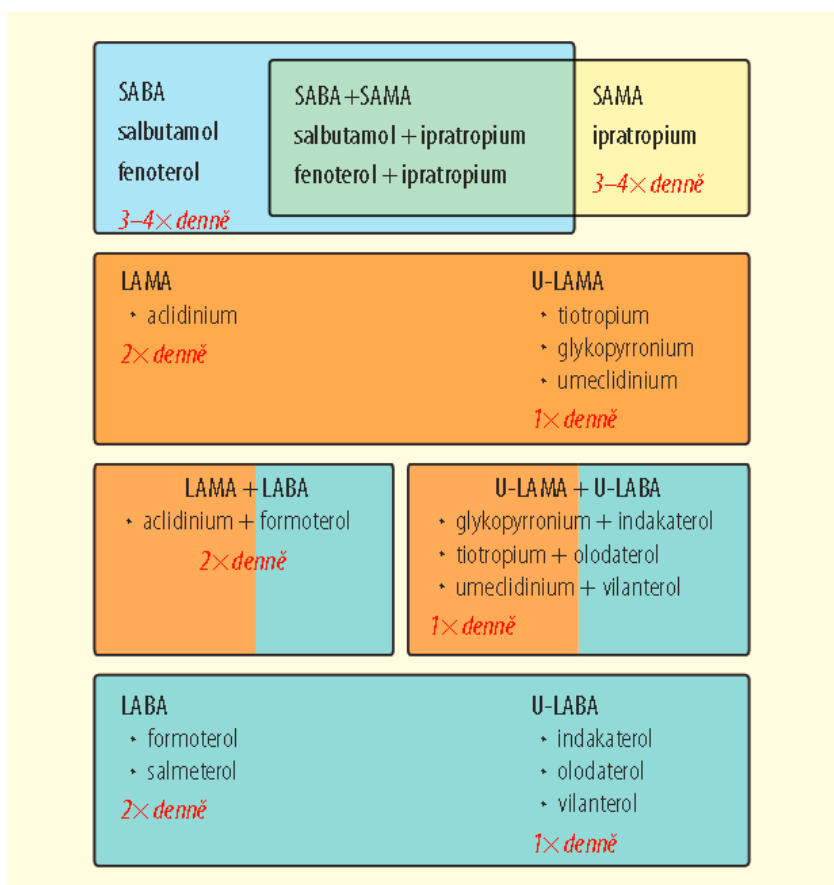 SABA
salbutamol
fenoterol
3–4× denně
SABA+SAMA
salbutamol + ipratropium
fenoterol + ipratropium
SAMA
ipratropium
3–4× denně
LAMA
• aclidinium
2× denně
U-LAMA
• tiotropium
• glykopyrronium
• umeclidinium
1× denně
LAMA + LABA
• aclidinium + formoterol
2× denně
U-LAMA + U-LABA
• glykopyrronium + indakaterol
• tiotropium + olodaterol
• umeclidinium + vilanterol
1× denně
LABA
• formoterol
• salmeterol
2× denně
U-LABA
• indakaterol
• olodaterol
• vilanterol
1× denně